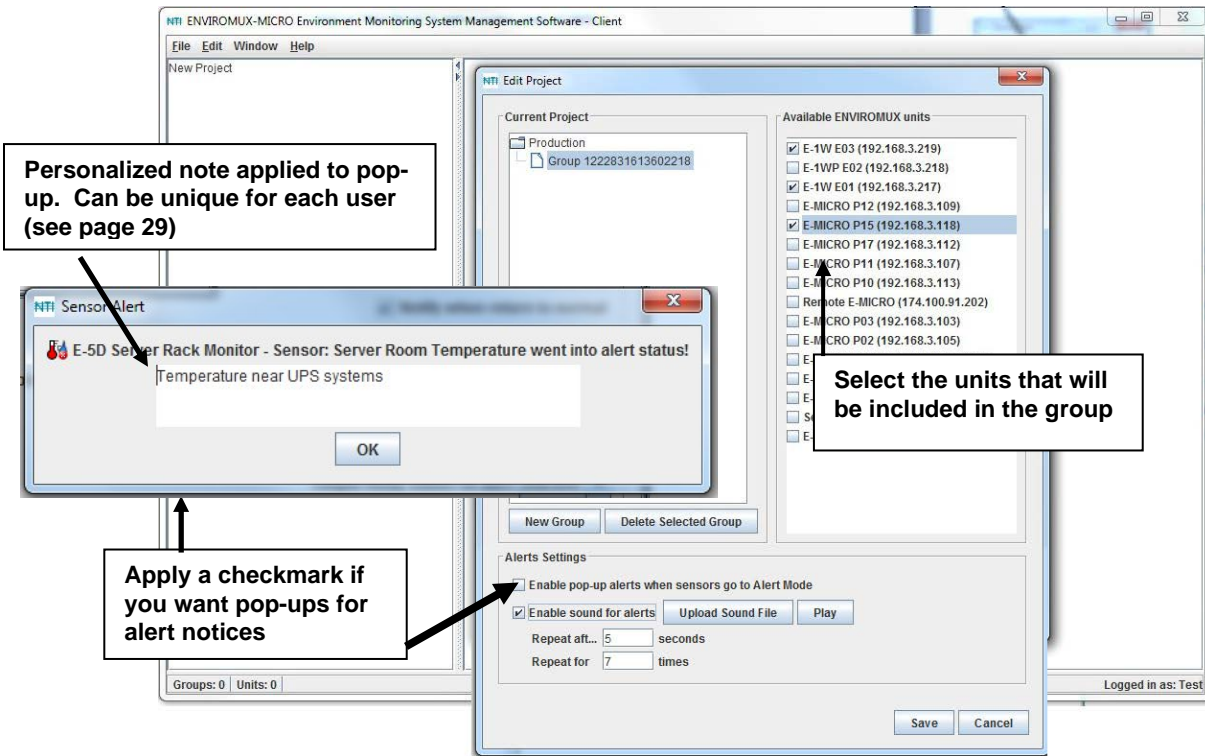 NTI ENVIROMUX-MICRO Environment Monitoring System Management Software - Client
File Edit Window Help
New Project
NTI Edit Project
Current Project
Production
Group 1222831613602218
New Group Delete Selected Group
Available ENVIROMUX units
E-1W E03 (192.168.3.219)
E-1WP E02 (192.168.3.218)
E-1W E01 (192.168.3.217)
E-MICRO P12 (192.168.3.109)
E-MICRO P15 (192.168.3.118)
E-MICRO P17 (192.168.3.112)
E-MICRO P11 (192.168.3.107)
E-MICRO P10 (192.168.3.113)
Remote E-MICRO (174.100.91.202)
E-MICRO P03 (192.168.3.103)
E-MICRO P02 (192.168.3.105)
Personalized note applied to pop-
up. Can be unique for each user
(see page 29)
NTI Sensor Alert
E-5D Server Rack Monitor - Sensor: Server Room Temperature went into alert status!
Temperature near UPS systems
OK
Select the units that will
be included in the group
Apply a checkmark if
you want pop-ups for
alert notices
Alerts Settings
Enable pop-up alerts when sensors go to Alert Mode
Enable sound for alerts Upload Sound File Play
Repeat aft... 5 seconds
Repeat for 7 times
Save Cancel
Groups: 0 Units: 0
Logged in as: Test